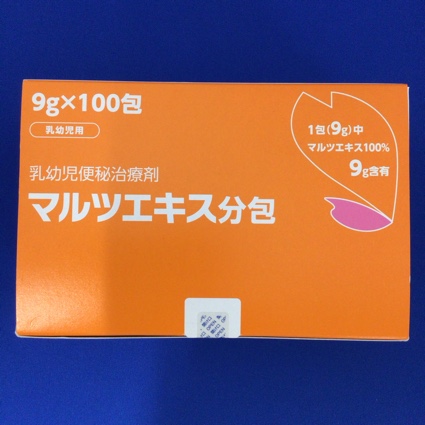 9g×100包
乳幼児用
1包(9g)中
マルツエキス100%
9g含有
乳幼児便秘治療剤
マルツエキス分包